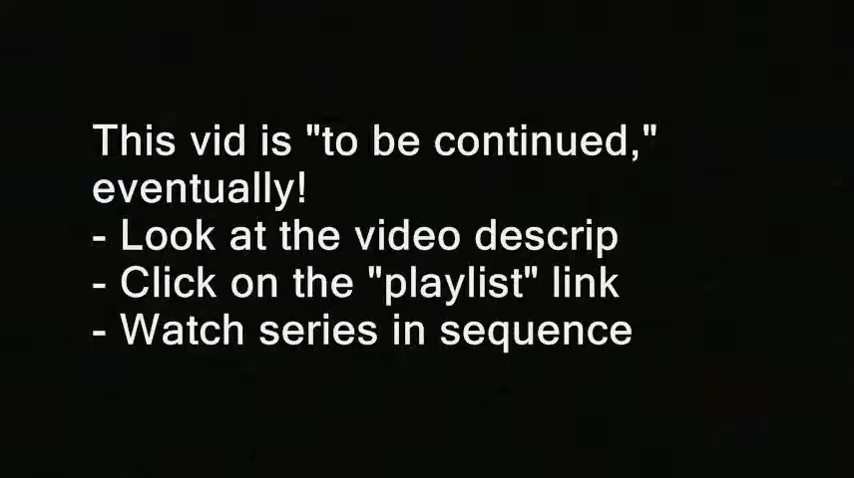 This vid is "to be continued,"
eventually!
- Look at the video descrip
- Click on the "playlist" link
- Watch series in sequence